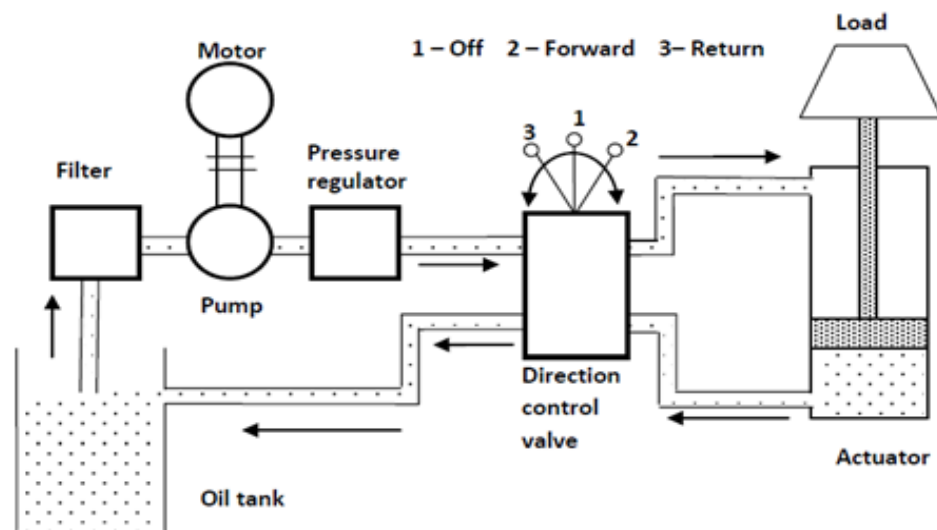 Load
Motor
1 – Off 2 – Forward 3– Return
1
3
2
Pressure
regulator
Filter
Pump
Direction
control
valve
Actuator
Oil tank